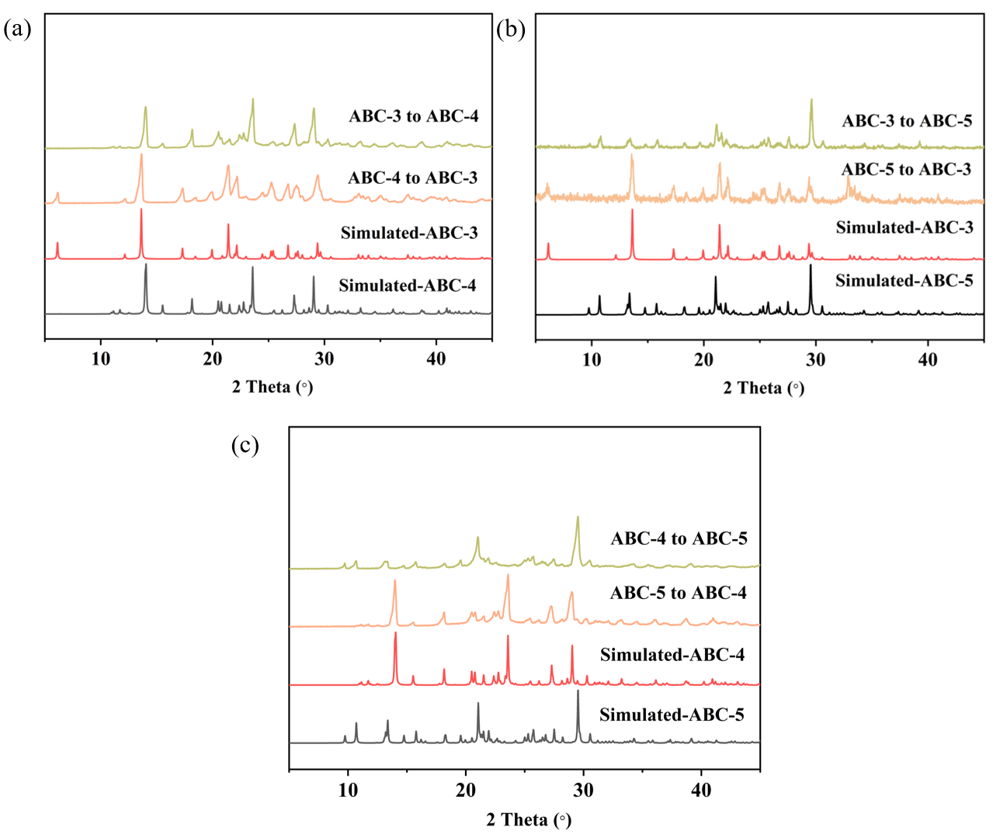 (a)
ABC-3 to ABC-4
ABC-4 to ABC-3
Simulated-ABC-3
Simulated-ABC-4
10 20 30 40
2 Theta (°)
(b)
ABC-3 to ABC-5
ABC-5 to ABC-3
Simulated-ABC-3
Simulated-ABC-5
10 20 30 40
2 Theta (°)
(c)
ABC-4 to ABC-5
ABC-5 to ABC-4
Simulated-ABC-4
Simulated-ABC-5
10 20 30 40
2 Theta (°)